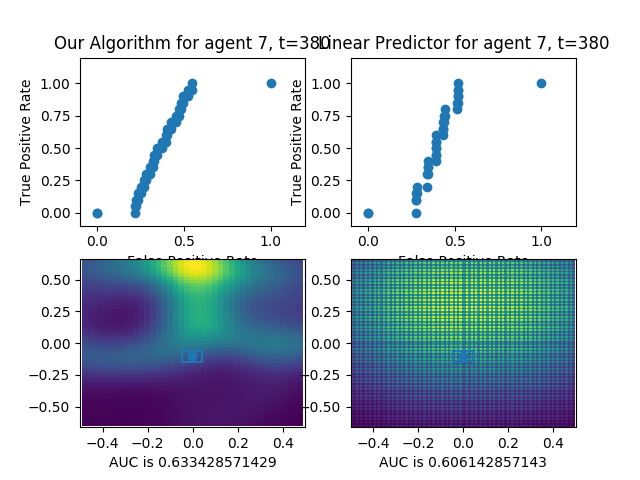 Our Algorithm for agent 7, t=380
Linear Predictor for agent 7, t=380
True Positive Rate
1.00
0.75
0.50
0.25
0.00
0.0 0.5 1.0
False Positive Rate
True Positive Rate
1.00
0.75
0.50
0.25
0.00
0.0 0.5 1.0
False Positive Rate
0.50
0.25
0.00
−0.25
−0.50
−0.4 −0.2 0.0 0.2 0.4
AUC is 0.633428571429
0.50
0.25
0.00
−0.25
−0.50
−0.4 −0.2 0.0 0.2 0.4
AUC is 0.606142857143